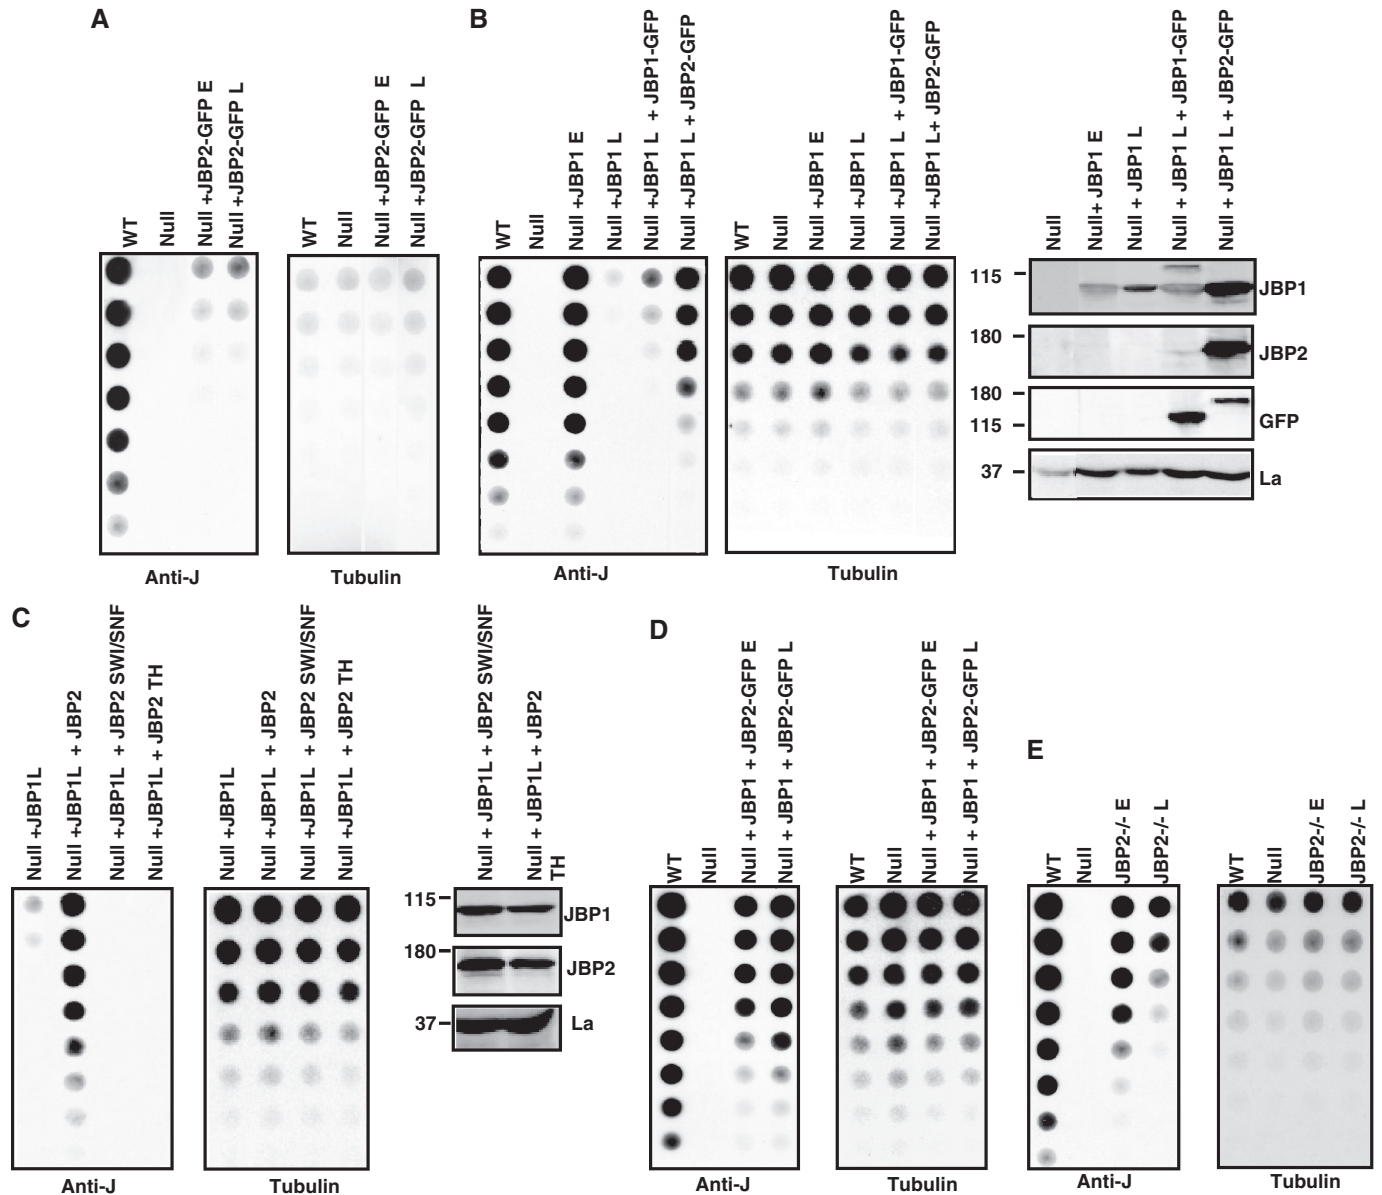 A
WT
Null
Null +JBP2-GFP E
Null +JBP2-GFP L
WT
Null
Null +JBP2-GFP E
Null +JBP2-GFP L
Anti-J
Tubulin
B
WT
Null
Null +JBP1 E
Null +JBP1 L
Null +JBP1 L + JBP1-GFP
Null +JBP1 L + JBP2-GFP
WT
Null
Null +JBP1 E
Null +JBP1 L
Null +JBP1 L + JBP1-GFP
Null +JBP1 L+ JBP2-GFP
Anti-J
Tubulin
Null
Null+ JBP1 E
Null + JBP1 L
Null + JBP1 L + JBP1-GFP
Null + JBP1 L + JBP2-GFP
115
JBP1
180
JBP2
180
115
GFP
37
La
C
Null +JBP1L
Null +JBP1L + JBP2
Null +JBP1L + JBP2 SWI/SNF
Null +JBP1L + JBP2 TH
Null +JBP1L
Null +JBP1L + JBP2
Null +JBP1L + JBP2 SWI/SNF
Null +JBP1L + JBP2 TH
Anti-J
Tubulin
Null + JBP1L + JBP2 SWI/SNF
Null + JBP1L + JBP2
TH
115
JBP1
180
JBP2
37
La
D
WT
Null
Null + JBP1 + JBP2-GFP E
Null + JBP1 + JBP2-GFP L
WT
Null
Null + JBP1 + JBP2-GFP E
Null + JBP1 + JBP2-GFP L
Anti-J
Tubulin
E
WT
Null
JBP2-/- E
JBP2-/- L
WT
Null
JBP2-/- E
JBP2-/- L
Anti-J
Tubulin